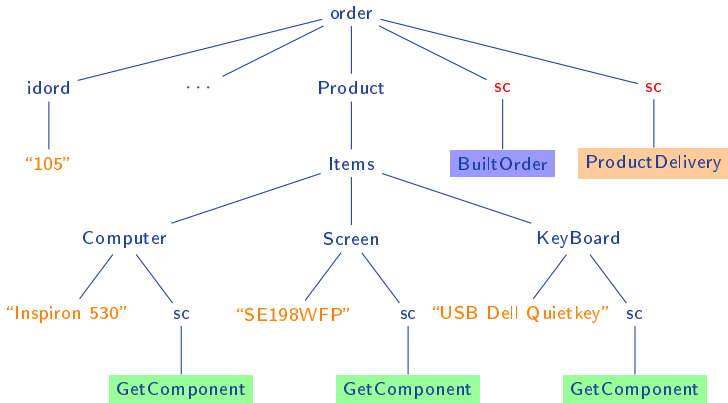 order
idord ... Product sc sc
"105" Items BuiltOrder ProductDelivery
Computer Screen KeyBoard
“Inspiron 530” sc “SE198WFP” sc “USB Dell Quietkey” sc
GetComponent GetComponent GetComponent